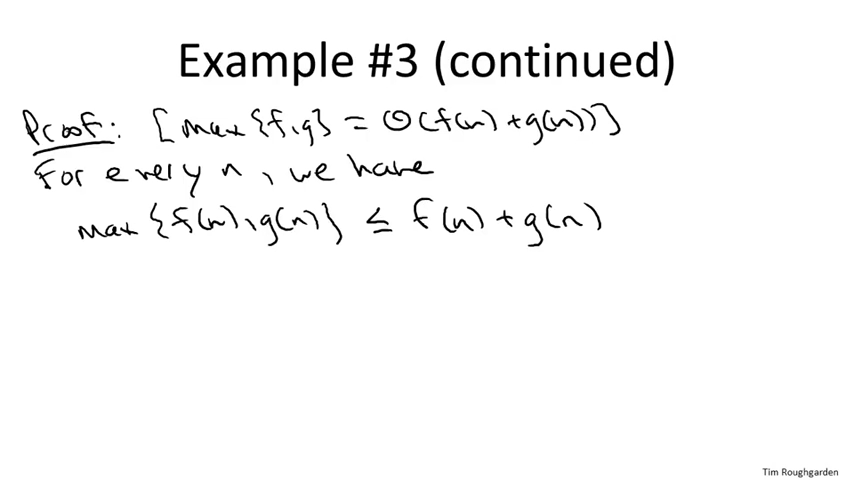 Example #3 (continued)
Proof: [max{f,g} = Θ(f(n)+g(n))]
For every n, we have
max{f(n),g(n)} ≤ f(n)+g(n)
Tim Roughgarden